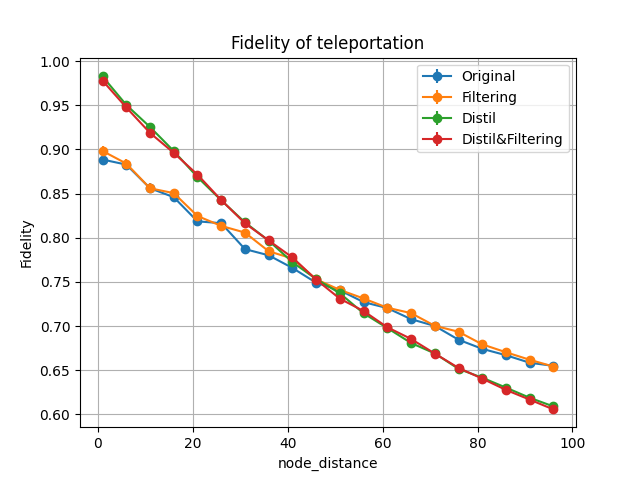 Fidelity of teleportation
1.00
0.95
0.90
0.85
0.80
0.75
0.70
0.65
0.60
Fidelity
Original
Filtering
Distil
Distil&Filtering
0 20 40 60 80 100
node_distance